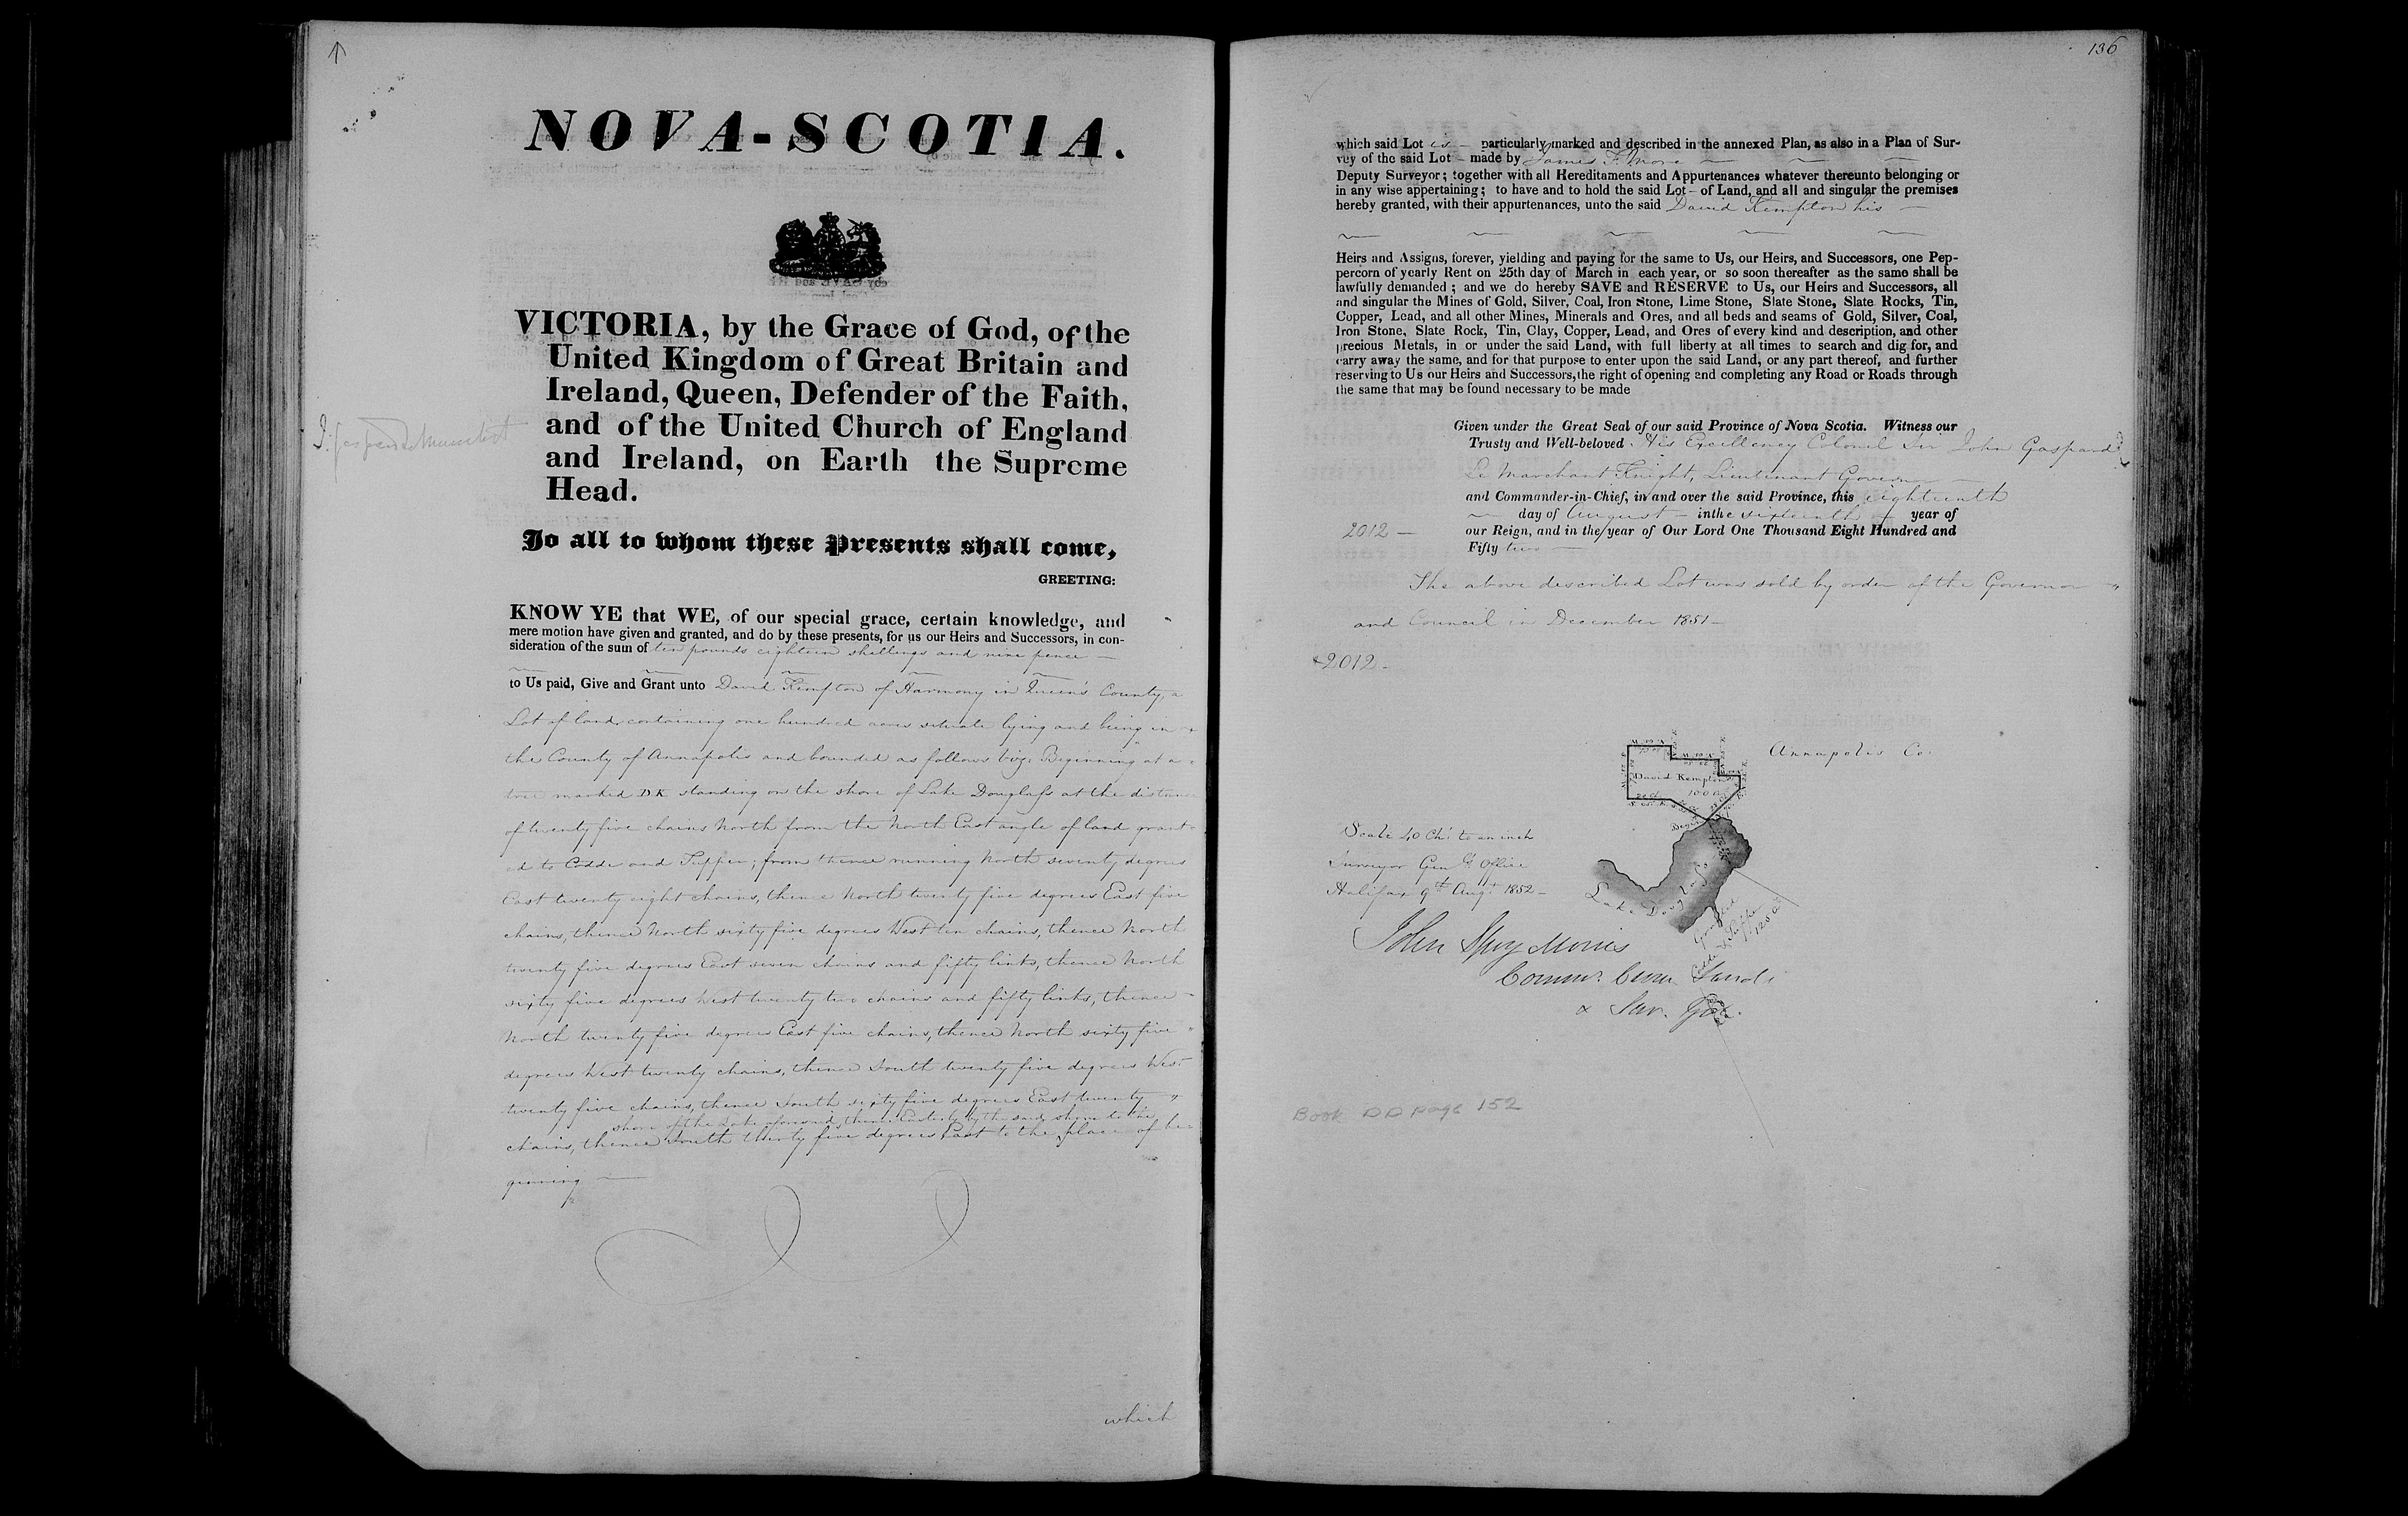 NOVA-SCOTIA.
VICTORIA, by the Grace of God, of the
United Kingdom of Great Britain and
Ireland, Queen, Defender of the Faith,
and of the United Church of England
and Ireland, on Earth the Supreme
Head.
To all to whom these Presents shall come,
GREETING:
KNOW YE that WE, of our special grace, certain knowledge, and
mere motion have given and granted, and do by these presents, for us our Heirs and Successors, in con-
sideration of the sum of ten pounds eighteen shillings and nine pence
to Us paid, Give and Grant unto David Kempton of Harmony in Queen's County, a
Lot of land containing one hundred acres situate lying and being in
the County of Annapolis and bounded as follows viz: Beginning at a
tree marked DK standing on the shore of Lake Douglass at the distance
of twenty five chains North from the North East angle of land grant-
ed to Codde and Tupper; from thence running North seventy degrees
East twenty eight chains, thence North twenty five degrees East five
chains, thence North sixty five degrees West ten chains, thence North
twenty five degrees East seven chains and fifty links, thence North
sixty five degrees West twenty two chains and fifty links, thence
North twenty five degrees East five chains, thence North sixty five
degrees West twenty chains, thence South twenty five degrees West
twenty five chains, thence South sixty five degrees East twenty
shore of the Lake aforesaid, thence Easterly by the said shore to the
chains, thence South thirty five degrees East to the place of be-
ginning
which
136
which said Lot is particularly marked and described in the annexed Plan, as also in a Plan of Sur-
vey of the said Lot made by James F. More
Deputy Surveyor; together with all Hereditaments and Appurtenances whatever thereunto belonging or
in any wise appertaining; to have and to hold the said Lot of Land, and all and singular the premises
hereby granted, with their appurtenances, unto the said David Kempton his
Heirs and Assigns, forever, yielding and paying for the same to Us, our Heirs, and Successors, one Pep-
percorn of yearly Rent on 25th day of March in each year, or so soon thereafter as the same shall be
lawfully demanded; and we do hereby SAVE and RESERVE to Us, our Heirs and Successors, all
and singular the Mines of Gold, Silver, Coal, Iron Stone, Lime Stone, Slate Stone, Slate Rocks, Tin,
Copper, Lead, and all other Mines, Minerals and Ores, and all beds and seams of Gold, Silver, Coal,
Iron Stone, Slate Rock, Tin, Clay, Copper, Lead, and Ores of every kind and description, and other
precious Metals, in or under the said Land, with full liberty at all times to search and dig for, and
carry away the same, and for that purpose to enter upon the said Land, or any part thereof, and further
reserving to Us our Heirs and Successors, the right of opening and completing any Road or Roads through
the same that may be found necessary to be made
Given under the Great Seal of our said Province of Nova Scotia. Witness our
Trusty and Well-beloved His Excellency Colonel Sir John Gaspard
Le Marchant Knight, Lieutenant Governor
and Commander-in-Chief, in and over the said Province, this eighteenth
day of August in the sixteenth year of
2012 our Reign, and in the year of Our Lord One Thousand Eight Hundred and
Fifty two
The above described Lot was sold by order of the Governor
and Council in December 1851
2012
Annapolis Co:
David Kempton
100 a
Scale 40 Chs to an inch
Surveyor Genls Office
Halifax 9th Augt 1852
Lake Douglass
Granted
Codde & Tupper
John Spry Morris
Commr. Crown Lands
& Sur. Gen.
Book DD page 152